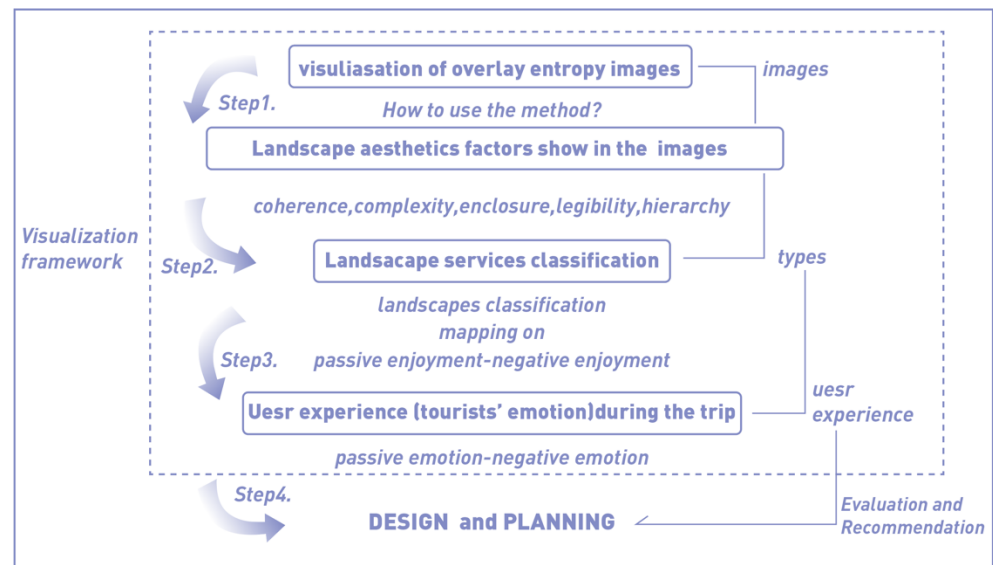 visuliasation of overlay entropy images
images
Step1.
How to use the method?
Landscape aesthetics factors show in the images
coherence,complexity,enclosure,legibility,hierarchy
Visualization
framework
Step2.
Landsacape services classification
types
landscapes classification
mapping on
Step3.
passive enjoyment-negative enjoyment
uesr
experience
Uesr experience (tourists' emotion)during the trip
passive emotion-negative emotion
Step4.
DESIGN and PLANNING
Evaluation and
Recommendation